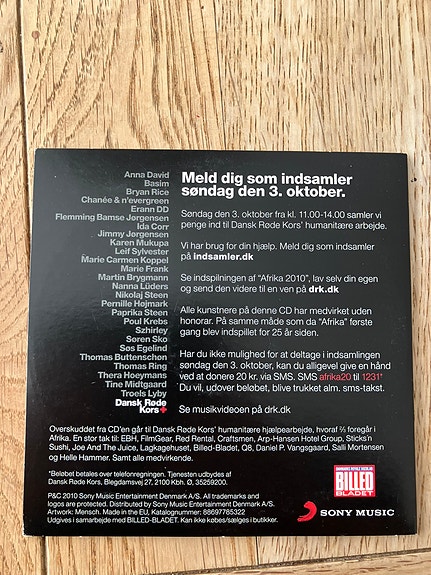 Anna David
Basim
Bryan Rice
Chanée & n'evergreen
Erann DD
Flemming Bamse Jørgensen
Ida Corr
Jimmy Jørgensen
Karen Mukupa
Leif Sylvester
Marie Carmen Koppel
Marie Frank
Martin Brygmann
Nanna Lüders
Nikolaj Steen
Pernille Højmark
Paprika Steen
Poul Krebs
Szhirley
Søren Sko
Søs Egelind
Thomas Buttenschøn
Thomas Ring
Thera Hoeymans
Tine Midtgaard
Troels Lyby
Dansk Røde
Kors
Meld dig som indsamler
søndag den 3. oktober.
Søndag den 3. oktober fra kl. 11.00-14.00 samler vi
penge ind til Dansk Røde Kors' humanitære arbejde.
Vi har brug for din hjælp. Meld dig som indsamler
på indsamler.dk
Se indspilningen af "Afrika 2010", lav selv din egen
og send den videre til en ven på drk.dk
Alle kunstnere på denne CD har medvirket uden
honorar. På samme måde som da "Afrika" første
gang blev indspillet for 25 år siden.
Har du ikke mulighed for at deltage i indsamlingen
søndag den 3. oktober, kan du alligevel give en hånd
ved at donere 20 kr. via SMS. SMS afrika20 til 1231*
Du vil, udover beløbet, blive trukket alm. sms-takst.
Se musikvideoen på drk.dk
Overskuddet fra CD'en går til Dansk Røde Kors' humanitære hjælpearbejde, hvoraf ⅔ foregår i
Afrika. En stor tak til: EBH, FilmGear, Red Rental, Craftsmen, Arp-Hansen Hotel Group, Sticks'n
Sushi, Joe And The Juice, Lagkagehuset, Billed-Bladet, Q8, Daniel P. Vangsgaard, Salli Mortensen
og Helle Hammer. Samt alle medvirkende.
*Beløbet betales over telefonregningen. Tjenesten udbydes af
Dansk Røde Kors, Blegdamsvej 27, 2100 Kbh. Ø. 35259200.
P&C 2010 Sony Music Entertainment Denmark A/S. All trademarks and
logos are protected. Distributed by Sony Music Entertainment Denmark A/S.
Artwork: Mensch. Made in the EU, Katalognummer: 88697785322
Udgives i samarbejde med BILLED-BLADET. Kan ikke købes/sælges i butikker.
DANMARKS ROYALE UGEBLAD
BILLED
BLADET
SONY MUSIC